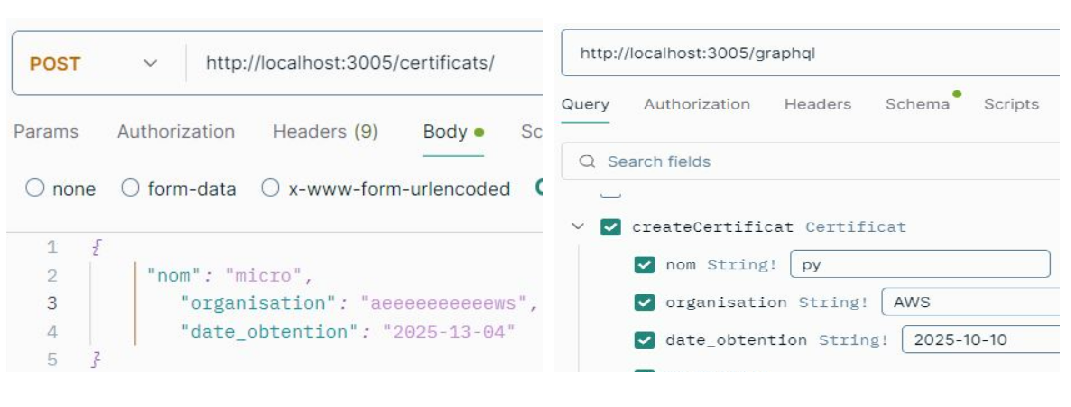 POST http://localhost:3005/certificats/
Params Authorization Headers (9) Body
none form-data x-www-form-urlencoded
1 {
2 "nom": "micro",
3 "organisation": "aeeeeeeeeeews",
4 "date_obtention": "2025-13-04"
5 }
http://localhost:3005/graphql
Query Authorization Headers Schema Scripts
Search fields
createCertificat Certificat
nom String! py
organisation String! AWS
date_obtention String! 2025-10-10